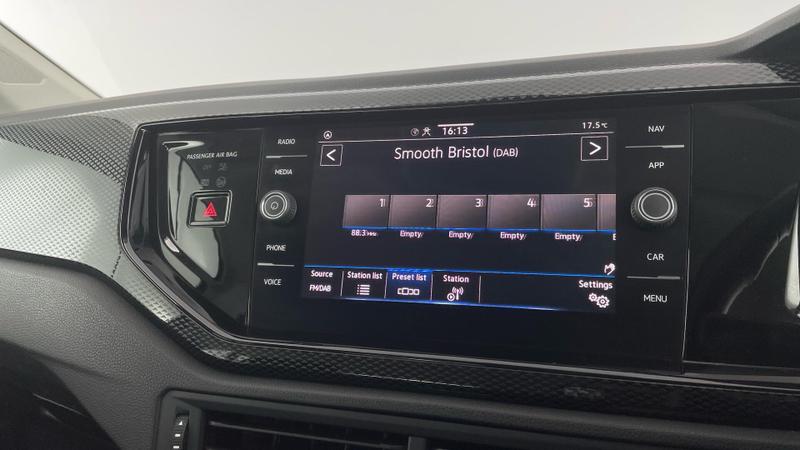 16:13
17.5°C
RADIO
MEDIA
PHONE
VOICE
PASSENGER AIR BAG
Smooth Bristol (DAB)
1 2 3 4 5
88.3 MHz Empty Empty Empty Empty E
Source
FM/DAB
Station list
Preset list
Station
Settings
NAV
APP
CAR
MENU